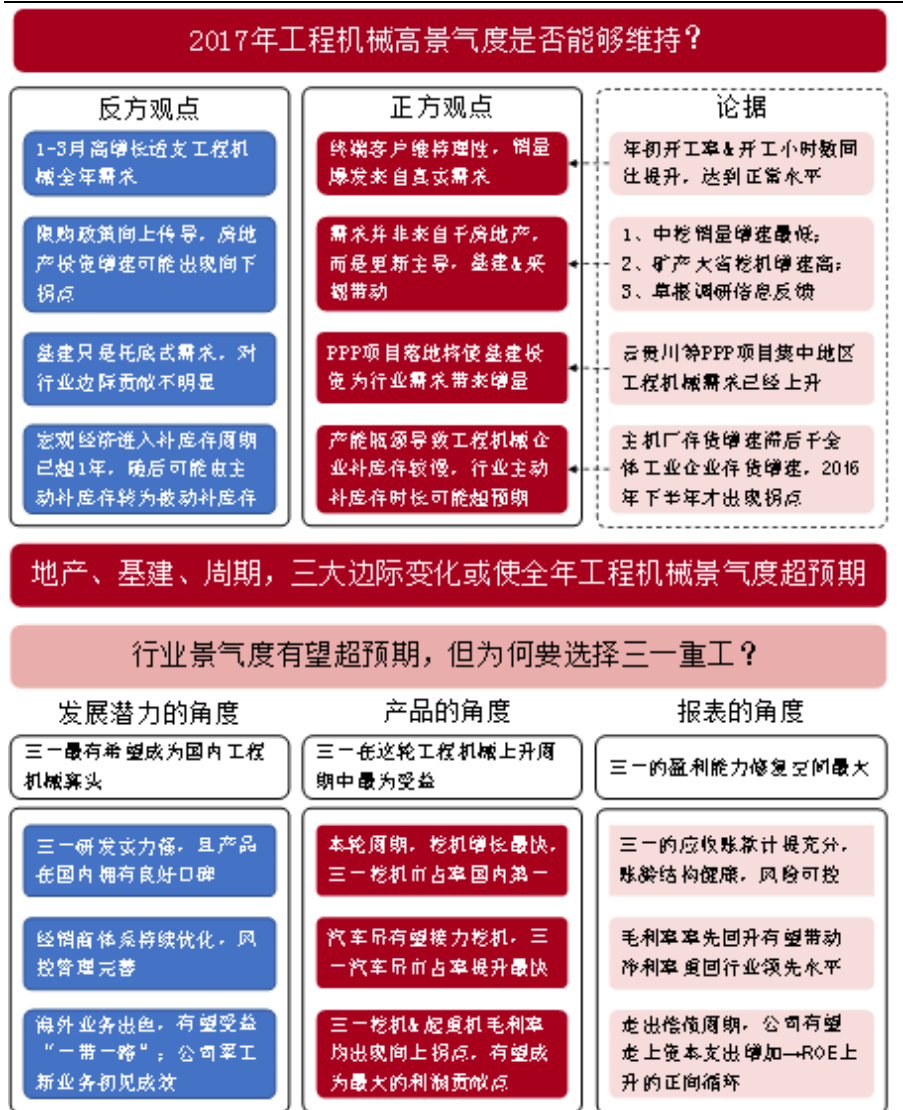 2017年工程机械高景气度是否能够维持？
反方观点
1-3月高增长透支工程机
械全年需求
限购政策向上传导，房地
产投资增速可能出现向下
拐点
基建只是托底式需求，对
行业边际贡献不明显
宏观经济进入补库存周期
已超1年，随后可能由主
动补库存转为被动补库存
正方观点
终端客户维持理性，销量
爆发来自真实需求
需求并非来自于房地产，
而是更新主导，基建&采
掘带动
PPP项目落地将使基建投
资为行业需求带来增量
产能瓶颈导致工程机械企
业补库存较慢，行业主动
补库存时长可能超预期
论据
年初开工率&开工小时数同
比提升，达到正常水平
1、中挖销量增速最低；
2、矿产大省挖机增速高；
3、草根调研信息反馈
云贵川等PPP项目集中地区
工程机械需求已经上升
主机厂存货增速滞后于全
体工业企业存货增速，2016
年下半年才出现拐点
地产、基建、周期，三大边际变化或使全年工程机械景气度超预期
行业景气度有望超预期，但为何要选择三一重工？
发展潜力的角度
三一最有希望成为国内工程
机械寡头
三一研发实力强，且产品
在国内拥有良好口碑
经销商体系持续优化，风
控管理完善
海外业务出色，有望受益
“一带一路”；公司军工
新业务初见成效
产品的角度
三一在这轮工程机械上升周
期中最为受益
本轮周期，挖机增长最快，
三一挖机市占率国内第一
汽车吊有望接力挖机，三
一汽车吊市占率提升最快
三一挖机&起重机毛利率
均出现向上拐点，有望成
为最大的利润贡献点
报表的角度
三一的盈利能力修复空间最大
三一的应收账款计提充分，
账龄结构健康，风险可控
毛利率率先回升有望带动
净利率重回行业领先水平
走出偿债周期，公司有望
走上资本支出增加→ROE上
升的正向循环